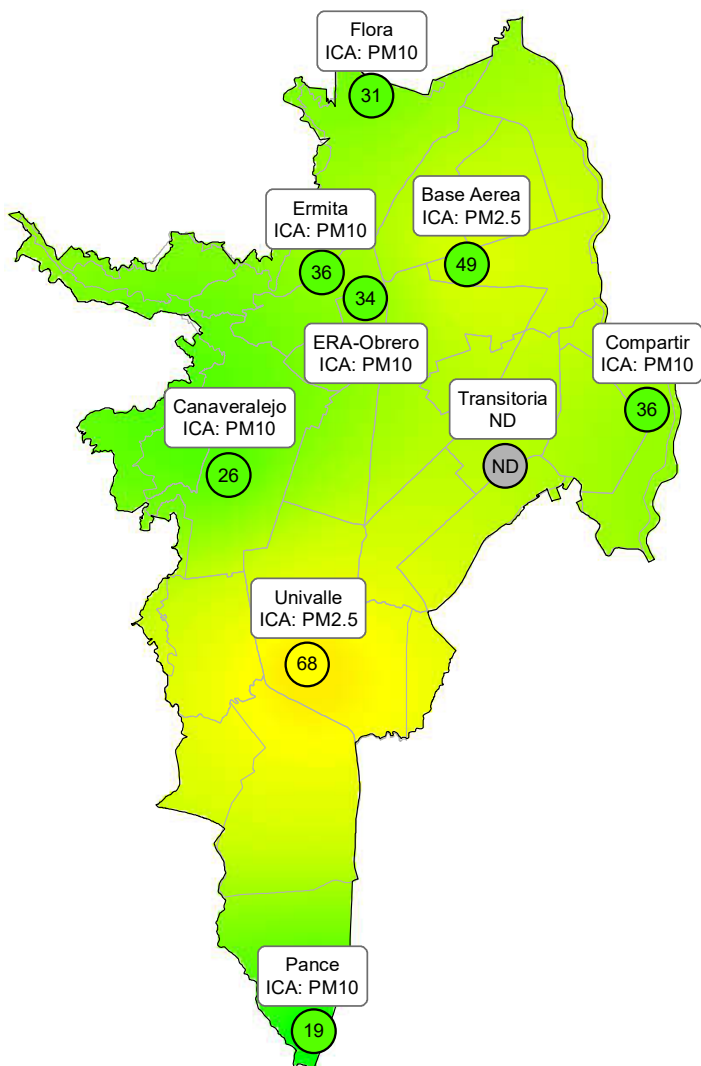 Flora
ICA: PM10
31
Ermita
ICA: PM10
36
Base Aerea
ICA: PM2.5
49
34
ERA-Obrero
ICA: PM10
Compartir
ICA: PM10
36
Canaveralejo
ICA: PM10
26
Transitoria
ND
ND
Univalle
ICA: PM2.5
68
Pance
ICA: PM10
19